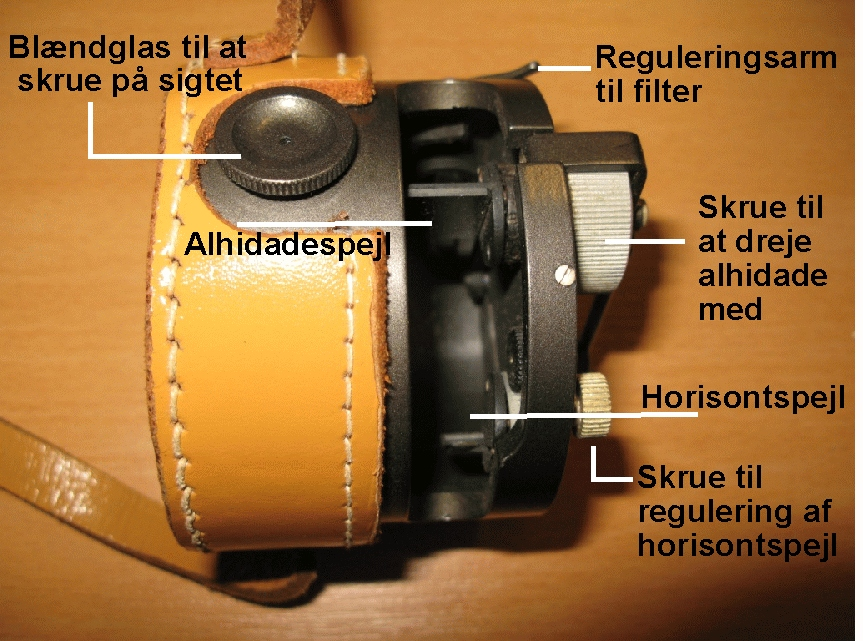 Blændglas til at
skrue på sigtet
Reguleringsarm
til filter
Alhidadespejl
Skrue til
at dreje
alhidade
med
Horisontspejl
Skrue til
regulering af
horisontspejl